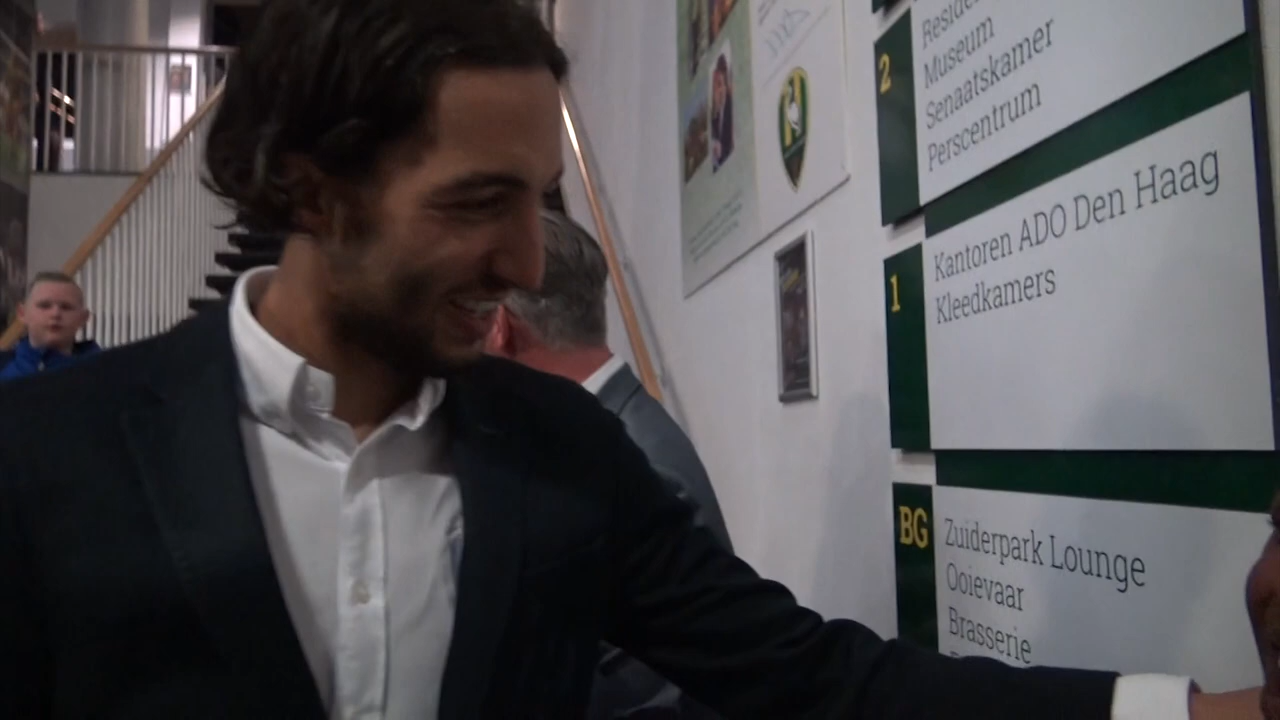 2
Museum
Senaatskamer
Perscentrum
1
Kantoren ADO Den Haag
Kleedkamers
BG
Zuiderpark Lounge
Ooievaar
Brasserie